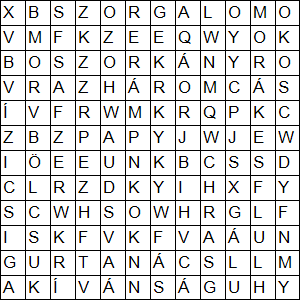 X B S Z O R G A L O M O
V M F K Z E E Q W Y O K
B O S Z O R K Á N Y R O
V R A Z H Á R O M C Á S
Í V F R W M K R Q P K C
Z B Z P A P Y J W J E W
I Ö E E U N K B C S S D
C L R Z D K Y I H X F Y
S C W H S O W H R G L F
I S K F V K F V A Á U N
G U R T A N Á C S L L M
A K Í V Á N S Á G U H Y